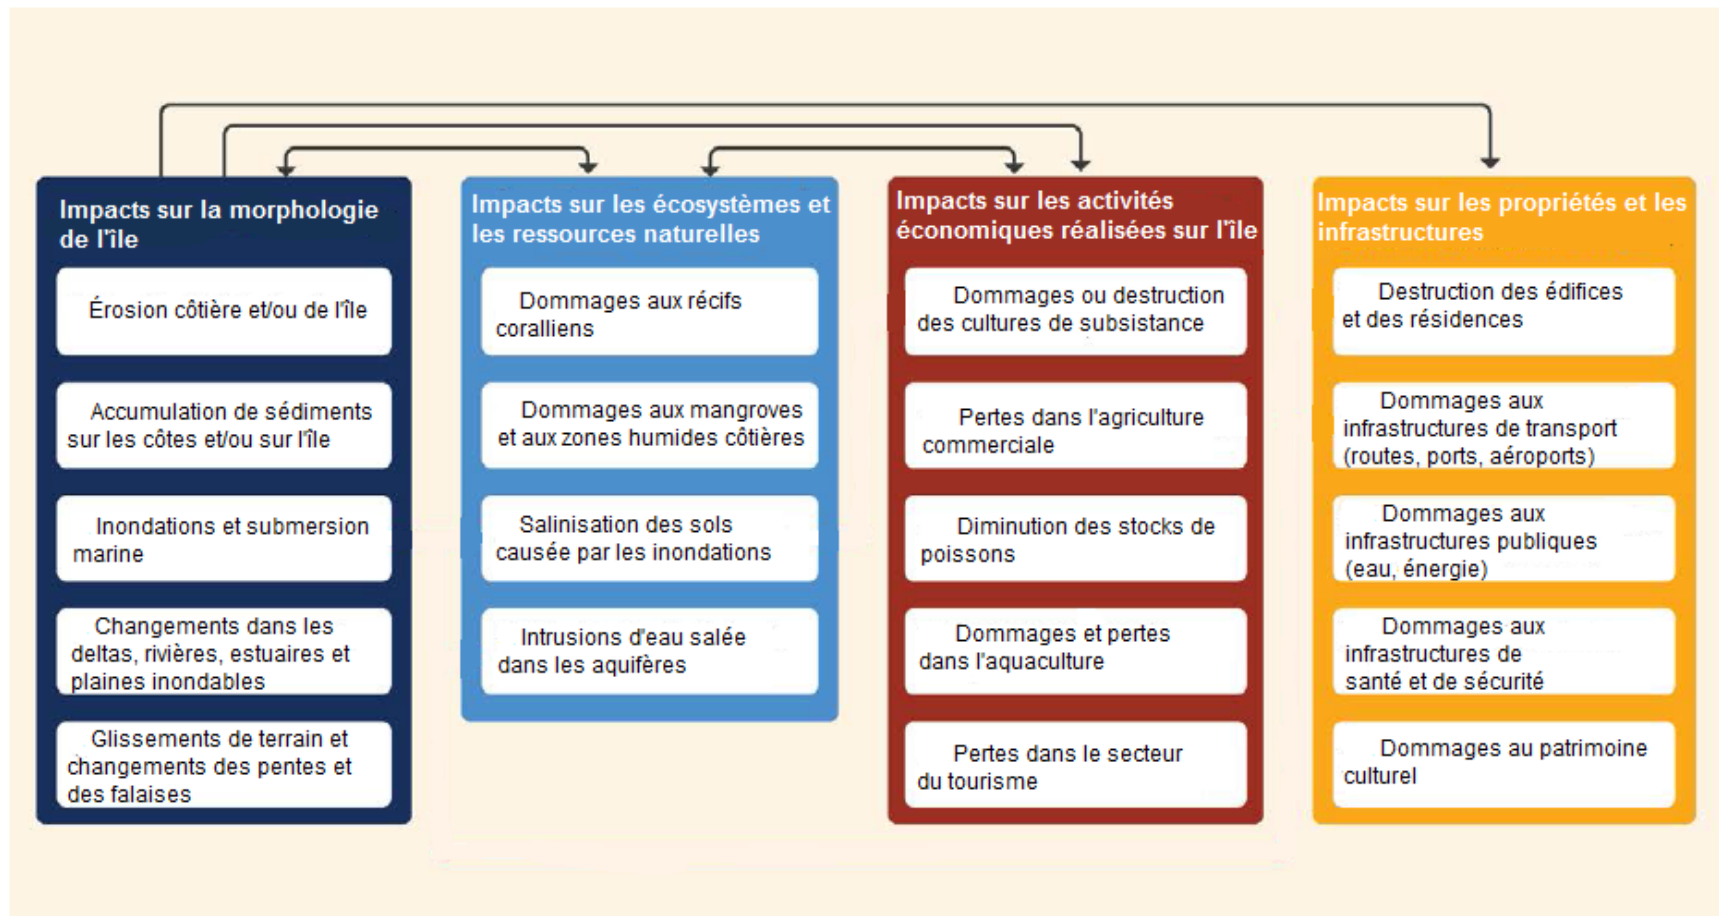 Impacts sur la morphologie
de l'île
Érosion côtière et/ou de l'île
Accumulation de sédiments
sur les côtes et/ou sur l'île
Inondations et submersion
marine
Changements dans les
deltas, rivières, estuaires et
plaines inondables
Glissements de terrain et
changements des pentes et
des falaises
Impacts sur les écosystèmes et
les ressources naturelles
Dommages aux récifs
coralliens
Dommages aux mangroves
et aux zones humides côtières
Salinisation des sols
causée par les inondations
Intrusions d'eau salée
dans les aquifères
Impacts sur les activités
économiques réalisées sur l'île
Dommages ou destruction
des cultures de subsistance
Pertes dans l'agriculture
commerciale
Diminution des stocks de
poissons
Dommages et pertes
dans l'aquaculture
Pertes dans le secteur
du tourisme
Impacts sur les propriétés et les
infrastructures
Destruction des édifices
et des résidences
Dommages aux
infrastructures de transport
(routes, ports, aéroports)
Dommages aux
infrastructures publiques
(eau, énergie)
Dommages aux
infrastructures de
santé et de sécurité
Dommages au patrimoine
culturel